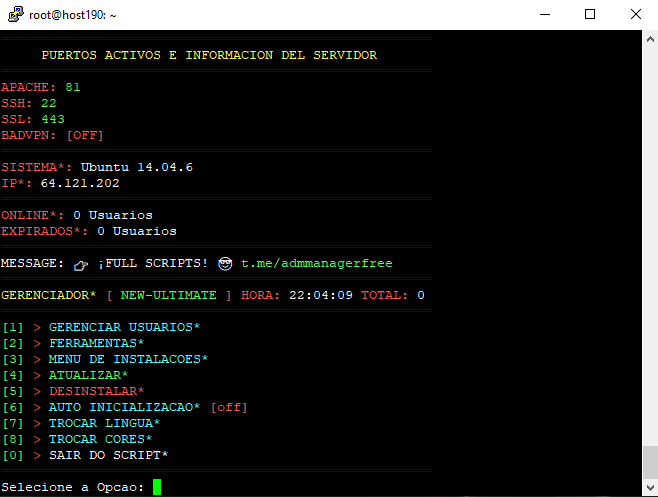 root@host190: ~
PUERTOS ACTIVOS E INFORMACION DEL SERVIDOR
APACHE: 81
SSH: 22
SSL: 443
BADVPN: [OFF]
SISTEMA*: Ubuntu 14.04.6
IP*: 64.121.202
ONLINE*: 0 Usuarios
EXPIRADOS*: 0 Usuarios
MESSAGE: 👉 ¡FULL SCRIPTS! 😎 t.me/admmanagerfree
GERENCIADOR* [ NEW-ULTIMATE ] HORA: 22:04:09 TOTAL: 0
[1] > GERENCIAR USUARIOS*
[2] > FERRAMENTAS*
[3] > MENU DE INSTALACOES*
[4] > ATUALIZAR*
[5] > DESINSTALAR*
[6] > AUTO INICIALIZACAO* [off]
[7] > TROCAR LINGUA*
[8] > TROCAR CORES*
[0] > SAIR DO SCRIPT*
Selecione a Opcao: